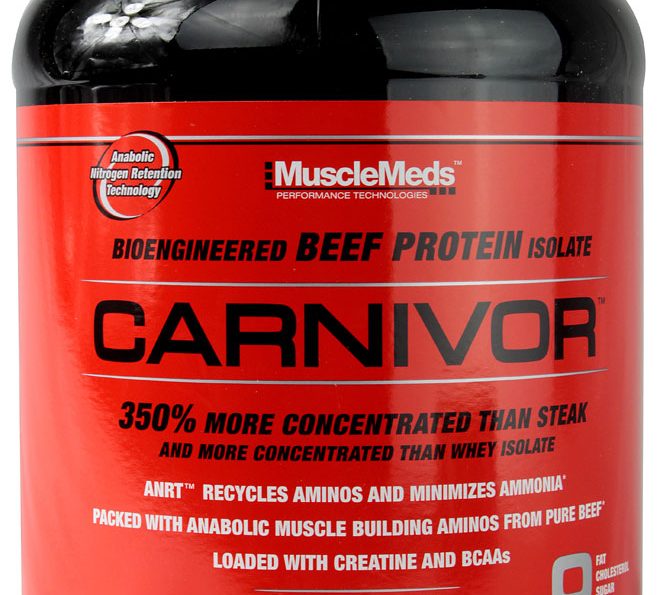 Anabolic
Nitrogen Retention
Technology
MuscleMeds™
PERFORMANCE TECHNOLOGIES
BIOENGINEERED BEEF PROTEIN ISOLATE
CARNIVOR™
350% MORE CONCENTRATED THAN STEAK
AND MORE CONCENTRATED THAN WHEY ISOLATE
ANRT™ RECYCLES AMINOS AND MINIMIZES AMMONIA*
PACKED WITH ANABOLIC MUSCLE BUILDING AMINOS FROM PURE BEEF*
LOADED WITH CREATINE AND BCAAs
FAT
CHOLESTEROL
SUGAR